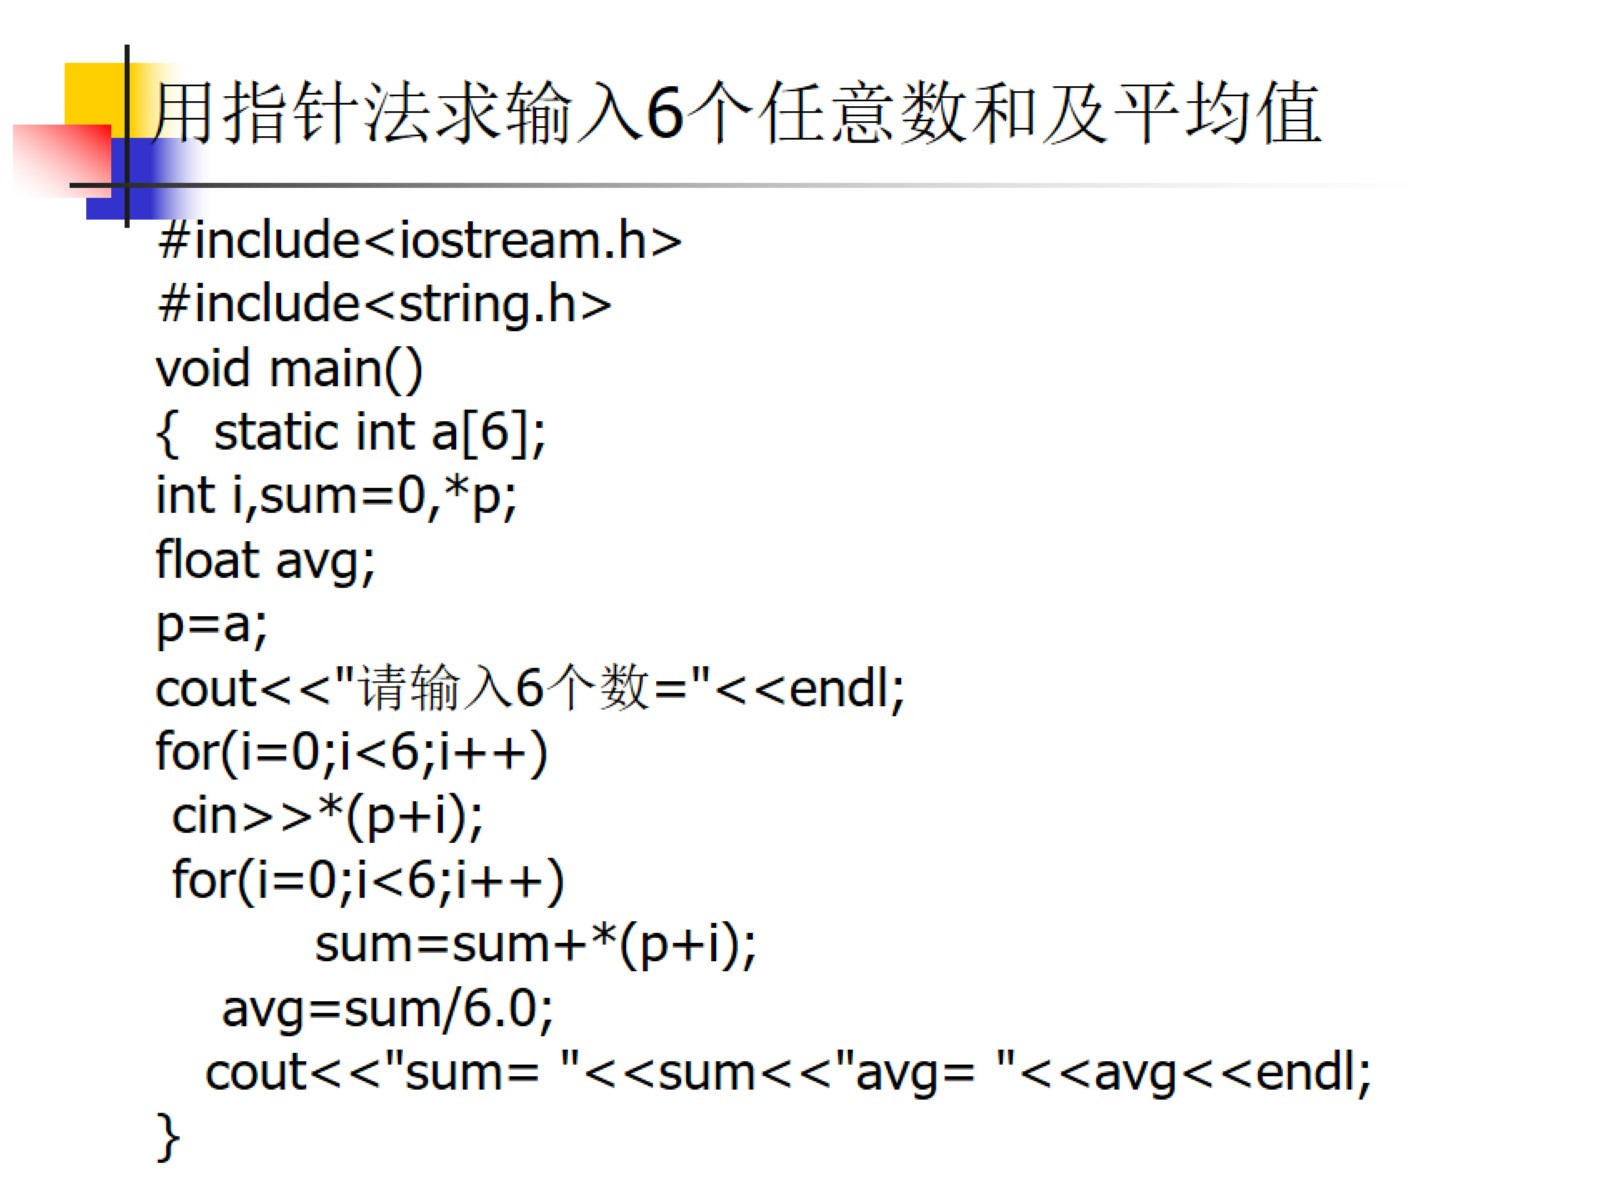 用指针法求输入6个任意数和及平均值
#include<iostream.h>
#include<string.h>
void main()
{  static int a[6];
int i,sum=0,*p;
float avg;
p=a;
cout<<"请输入6个数="<<endl;
for(i=0;i<6;i++)
 cin>>*(p+i);
 for(i=0;i<6;i++)
         sum=sum+*(p+i);
    avg=sum/6.0;
   cout<<"sum= "<<sum<<"avg= "<<avg<<endl;
}